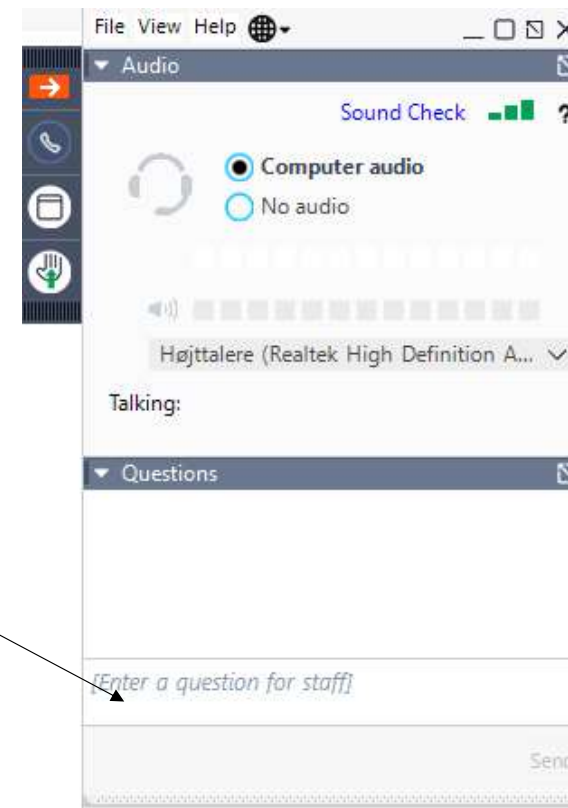 File View Help
Audio
Sound Check ?
Computer audio
No audio
Højttalere (Realtek High Definition A...
Talking:
Questions
[Enter a question for staff]
Send